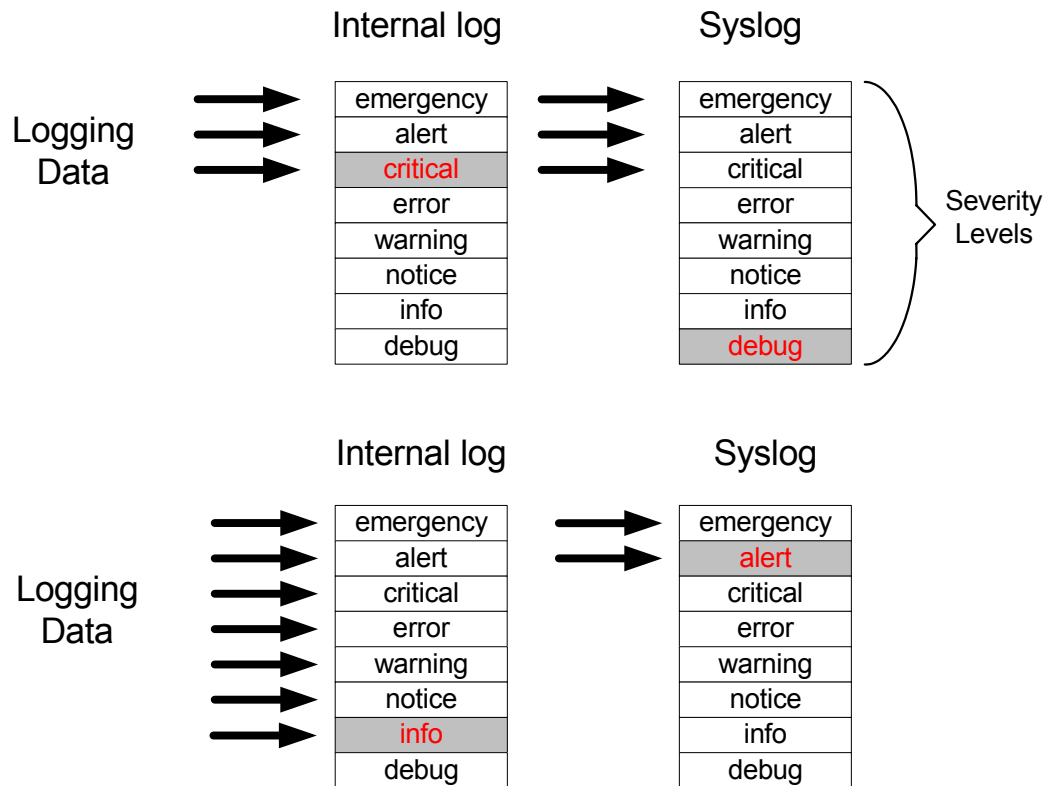 Internal log
Syslog
Logging
Data
emergency
alert
critical
error
warning
notice
info
debug
emergency
alert
critical
error
warning
notice
info
debug
Severity
Levels
Internal log
Syslog
Logging
Data
emergency
alert
critical
error
warning
notice
info
debug
emergency
alert
critical
error
warning
notice
info
debug